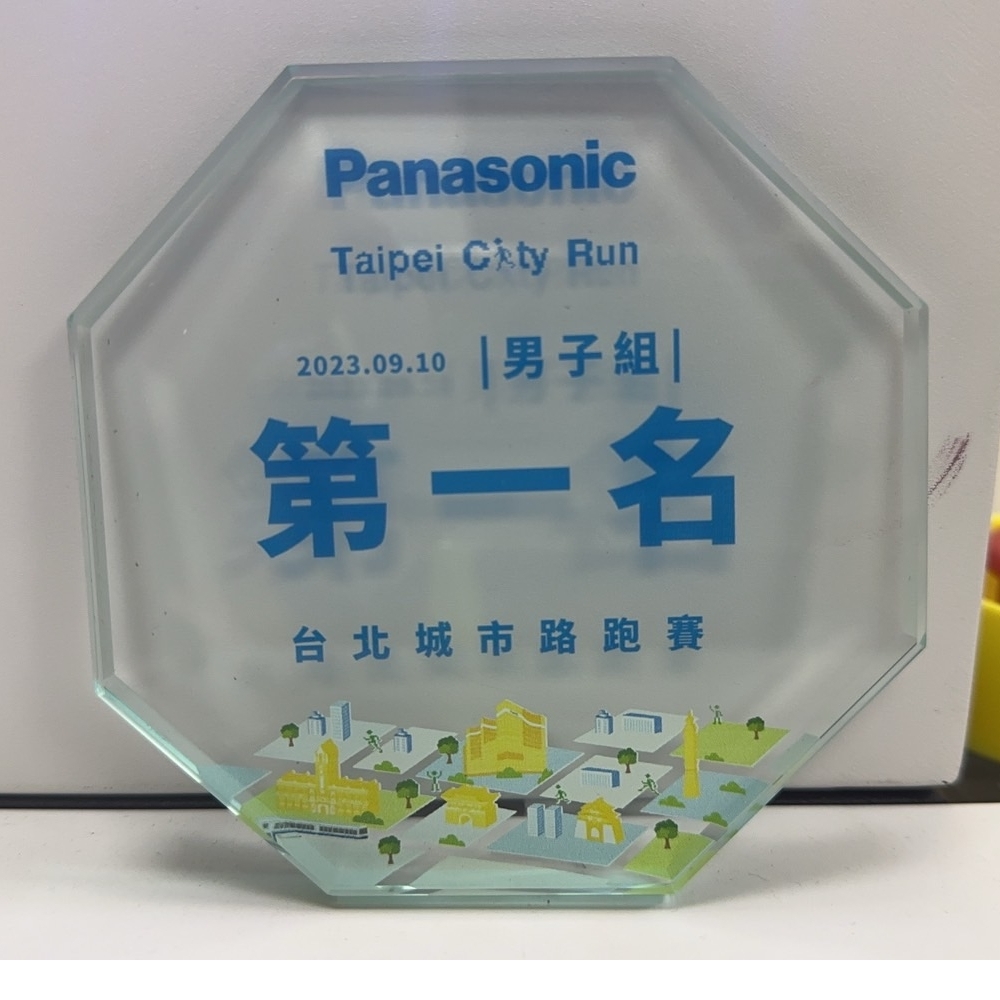 Panasonic
Taipei City Run
2023.09.10 |男子組|
第一名
台北城市路跑賽